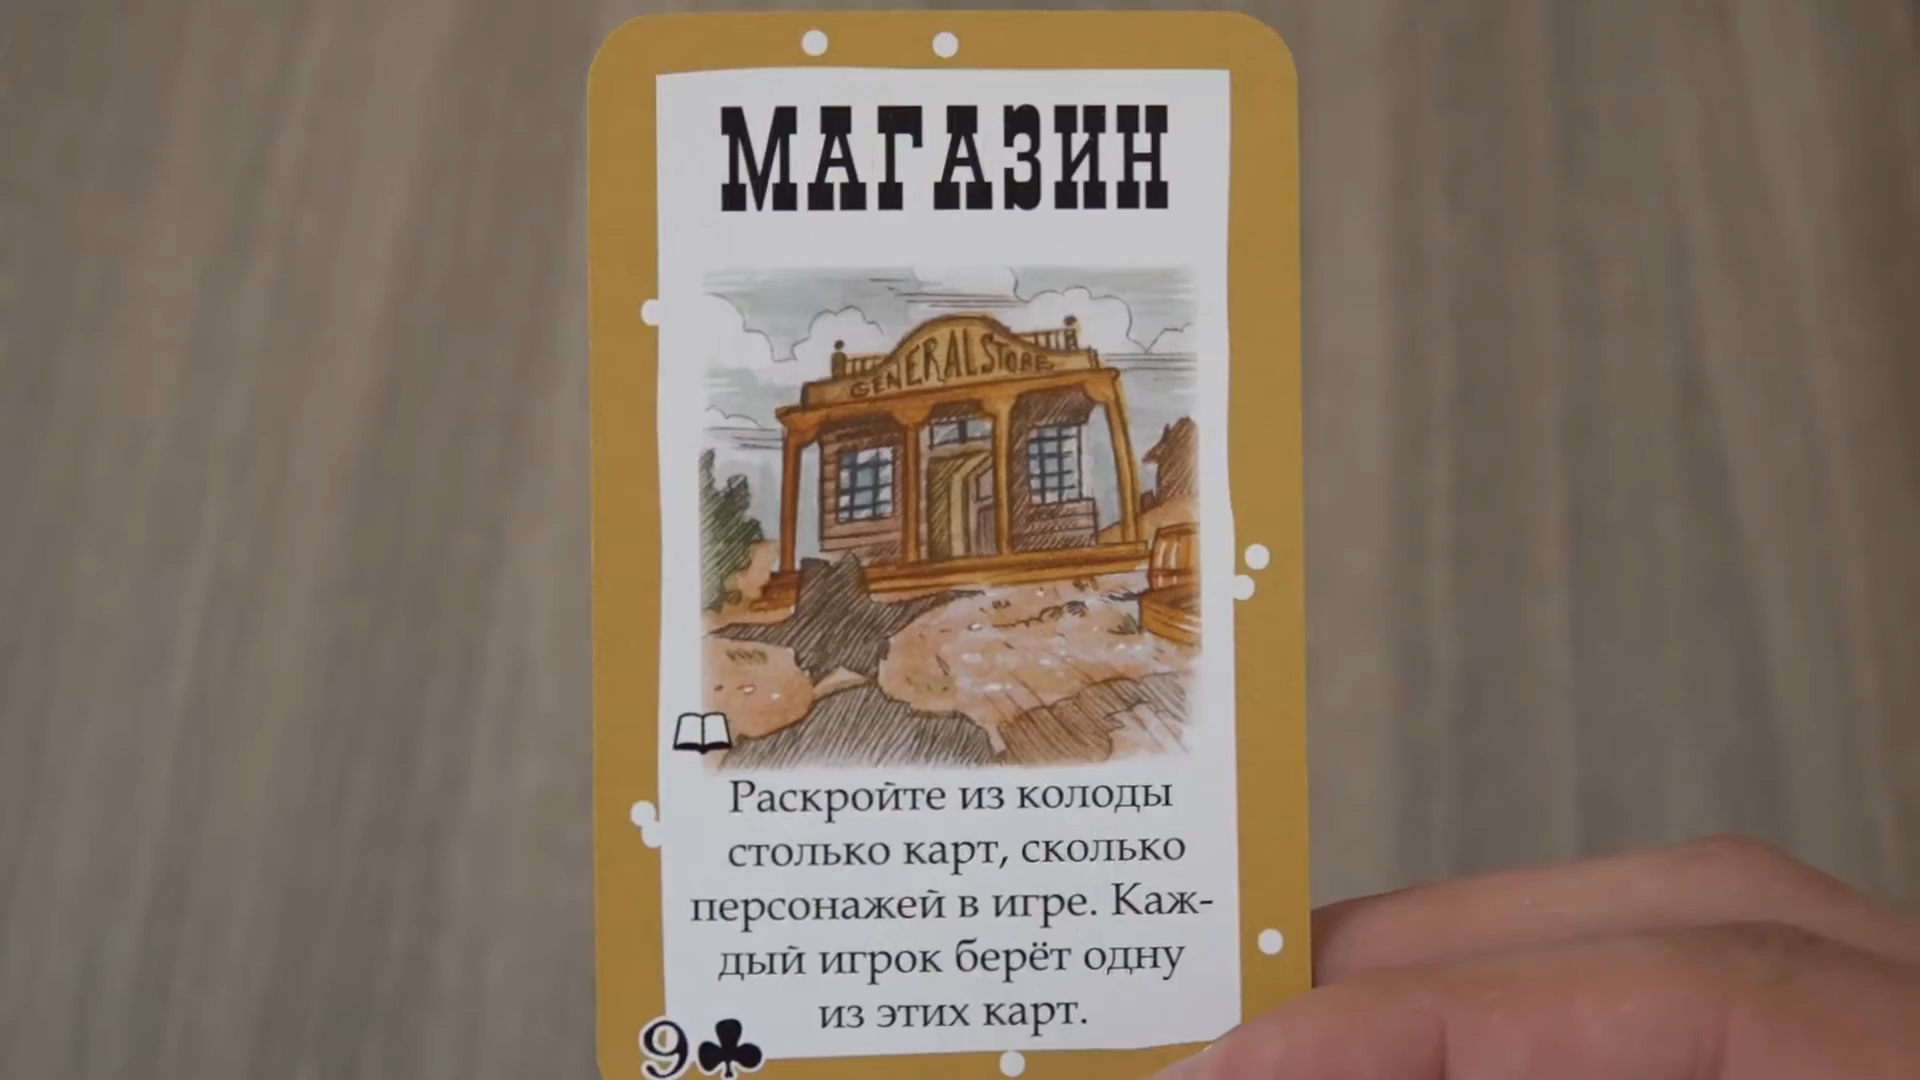 МАГАЗИН
GENERAL STORE
Раскройте из колоды
столько карт, сколько
персонажей в игре. Каж-
дый игрок берёт одну
из этих карт.
9♣